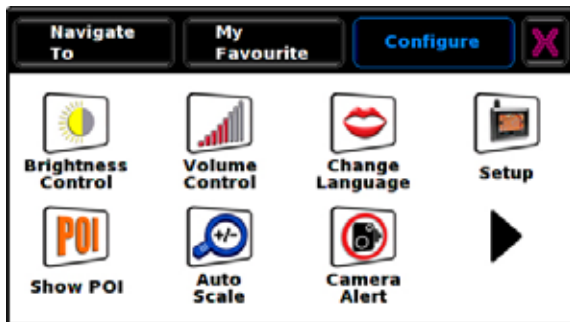 Navigate
To
My
Favourite
Configure
X
Brightness
Control
Volume
Control
Change
Language
Setup
POI
Show POI
+/-
Auto
Scale
Camera
Alert